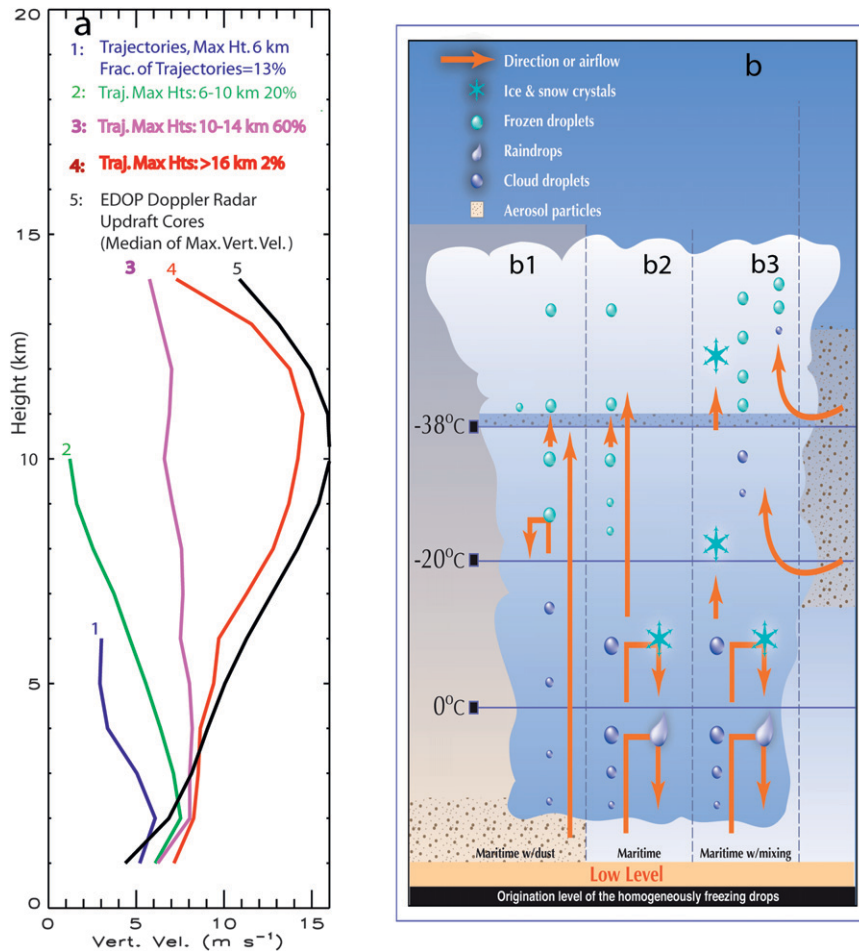 a
20
1: Trajectories, Max Ht. 6 km
Frac. of Trajectories=13%
2: Traj. Max Hts: 6-10 km 20%
3: Traj. Max Hts: 10-14 km 60%
4: Traj. Max Hts: >16 km 2%
5: EDOP Doppler Radar
Updraft Cores
(Median of Max. Vert. Vel.)
15
3 4 5
Height (km)
10
2
1
5
0
0 5 10 15
Vert. Vel. (m s⁻¹)
b
Direction or airflow
Ice & snow crystals
Frozen droplets
Raindrops
Cloud droplets
Aerosol particles
b1 b2 b3
-38°C
-20°C
0°C
Maritime w/dust Maritime Maritime w/mixing
Low Level
Origination level of the homogeneously freezing drops